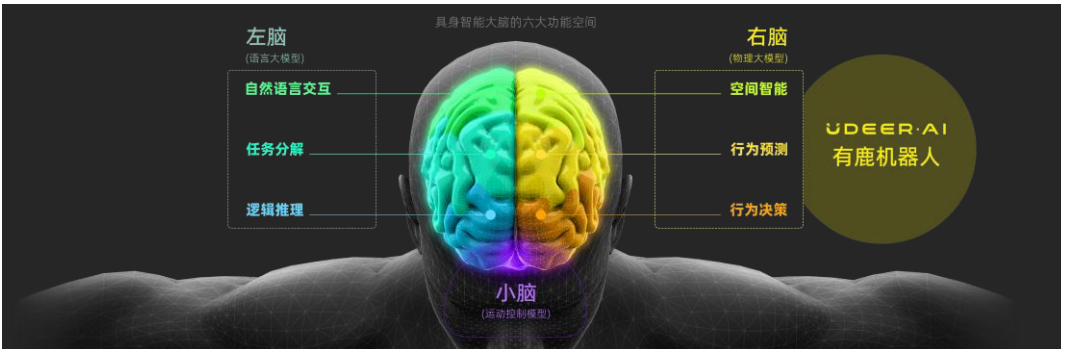 具身智能大脑的六大功能空间
左脑
(语言大模型)
自然语言交互
任务分解
逻辑推理
右脑
(物理大模型)
空间智能
行为预测
行为决策
UDEER·AI
有鹿机器人
小脑
(运动控制模型)